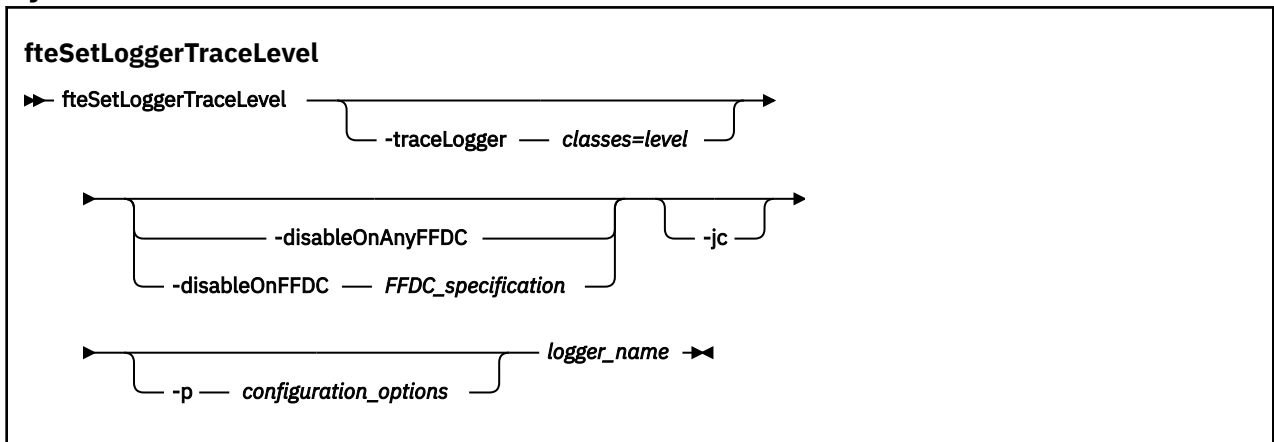 fteSetLoggerTraceLevel
fteSetLoggerTraceLevel
-traceLogger classes=level
-disableOnAnyFFDC
-jc
-disableOnFFDC FFDC_specification
logger_name
-p configuration_options